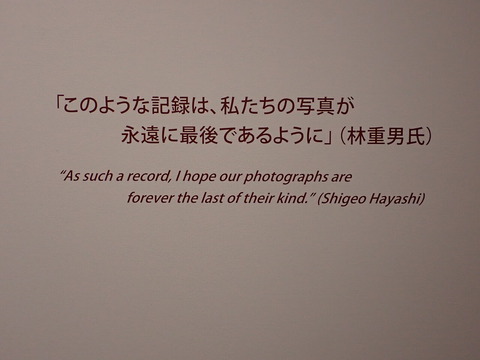 「このような記録は、私たちの写真が
永遠に最後であるように」（林重男氏）
“As such a record, I hope our photographs are
forever the last of their kind.” (Shigeo Hayashi)